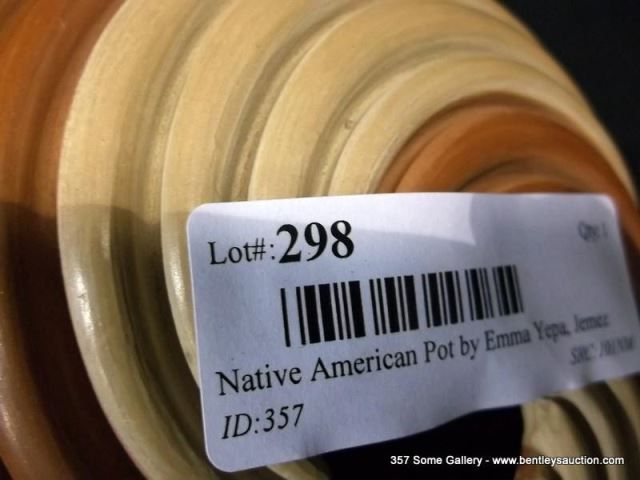 Lot#:298 Qty: 1
Native American Pot by Emma Yepa, Jemez
ID:357
357 Some Gallery - www.bentleysauction.com